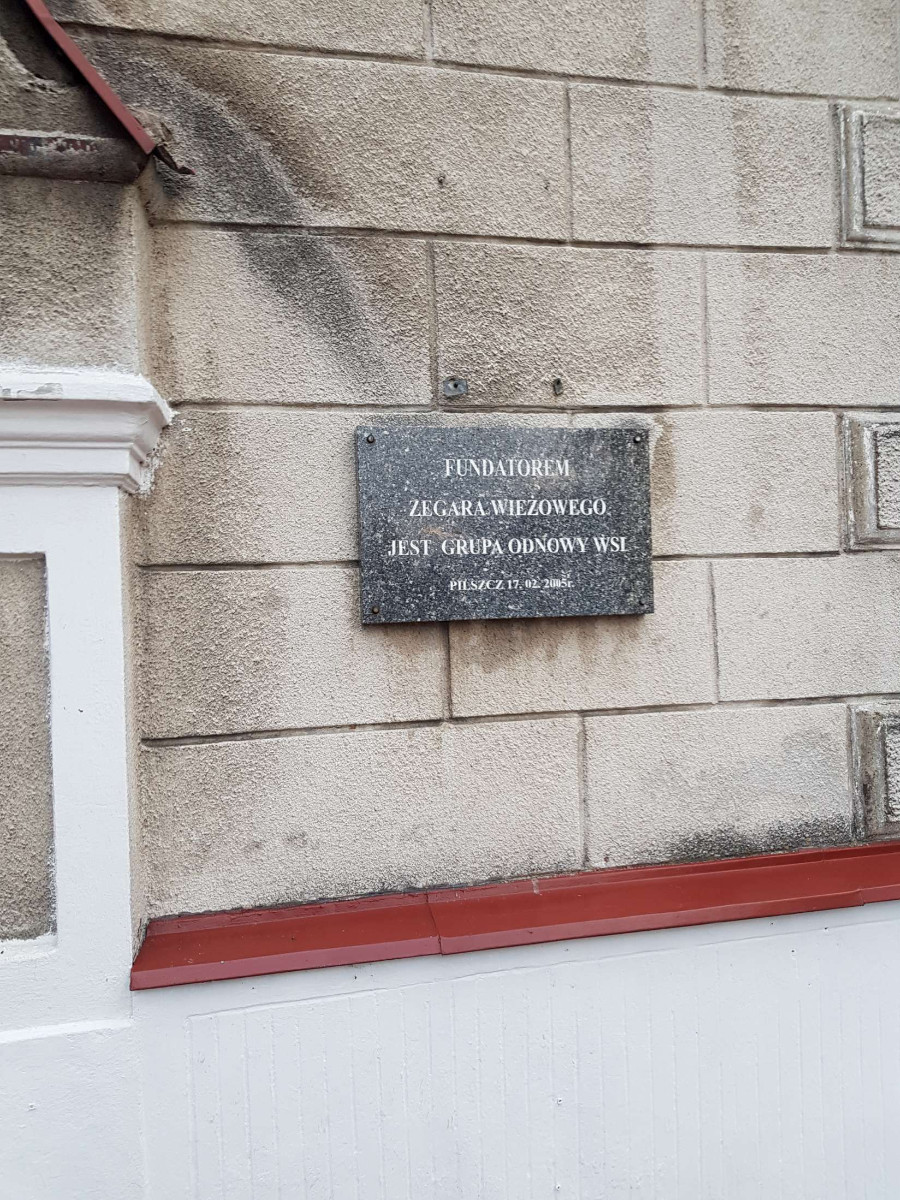 FUNDATOREM
ZEGARA WIEŻOWEGO
JEST GRUPA ODNOWY WSI
PILSZCZ 17. 02. 2005r.